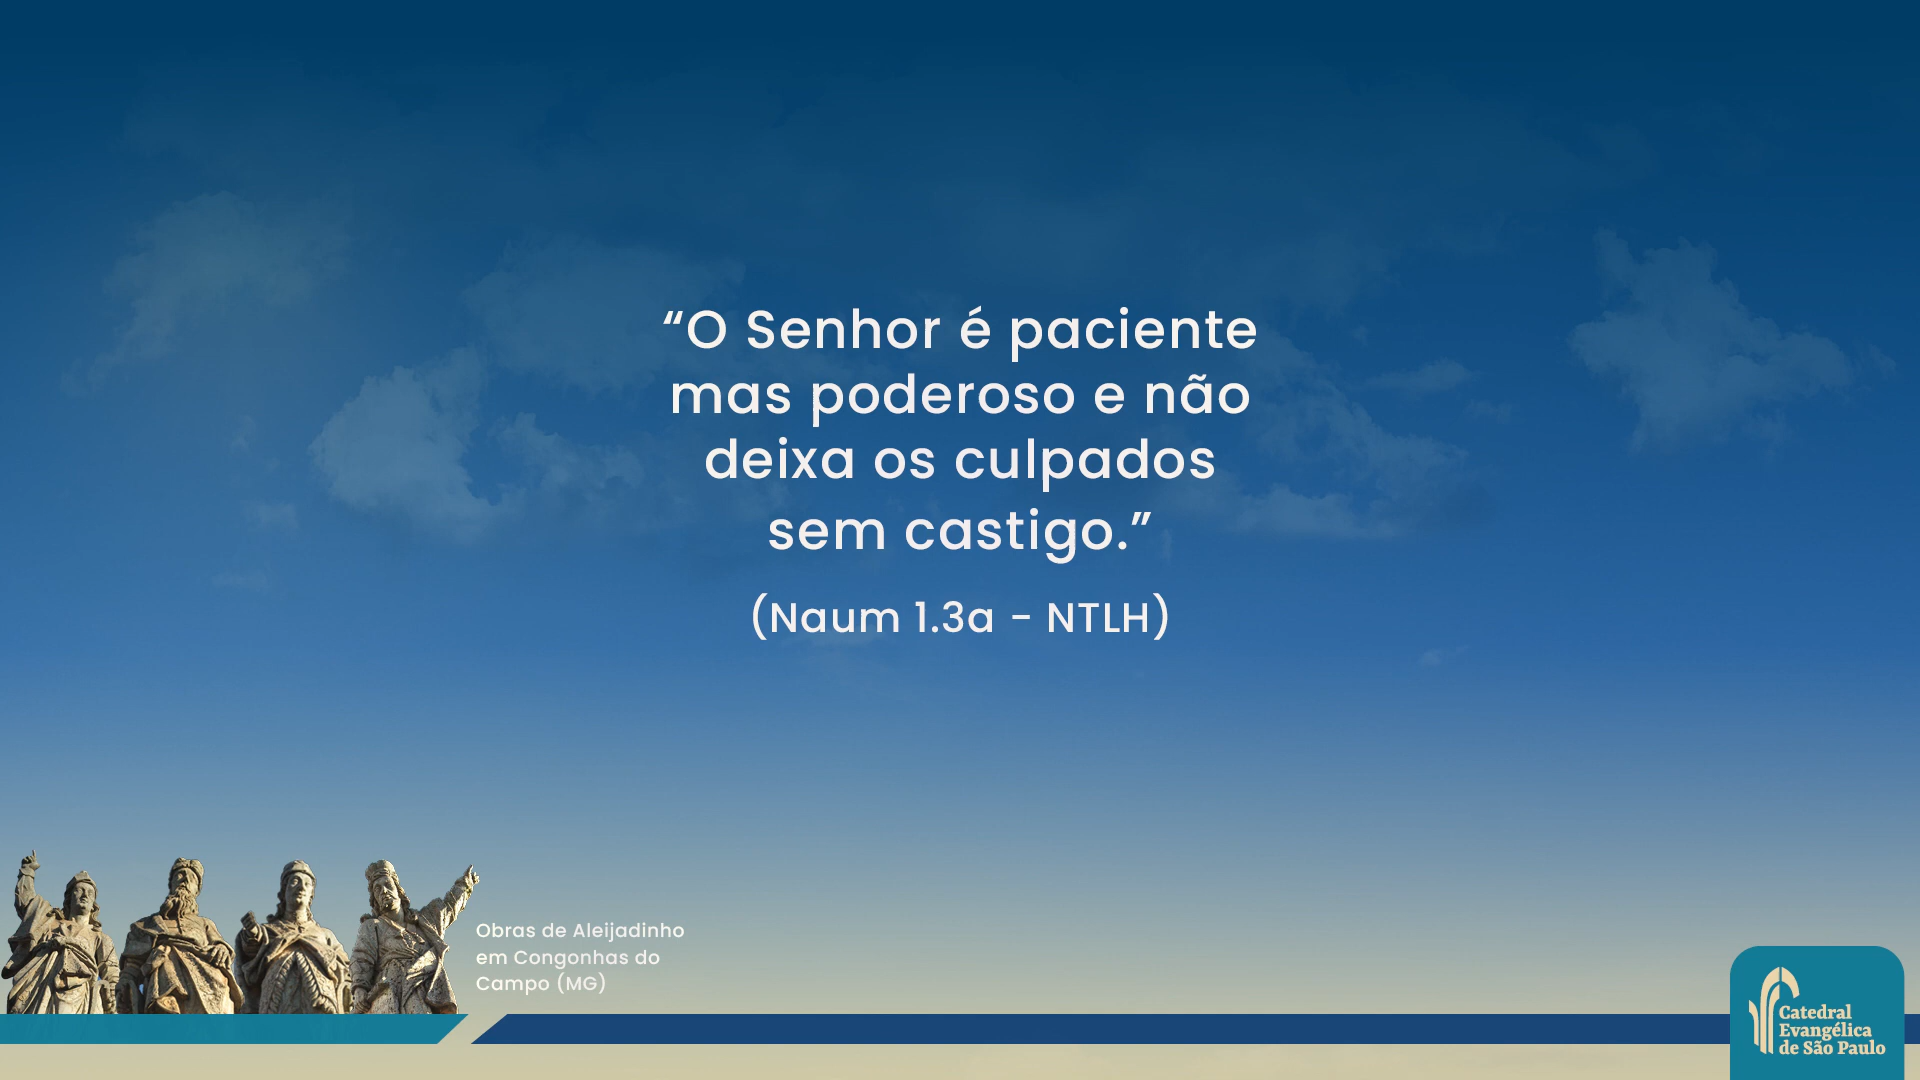 “O Senhor é paciente
mas poderoso e não
deixa os culpados
sem castigo.”
(Naum 1.3a - NTLH)
Obras de Aleijadinho
em Congonhas do
Campo (MG)
Catedral
Evangélica
de São Paulo